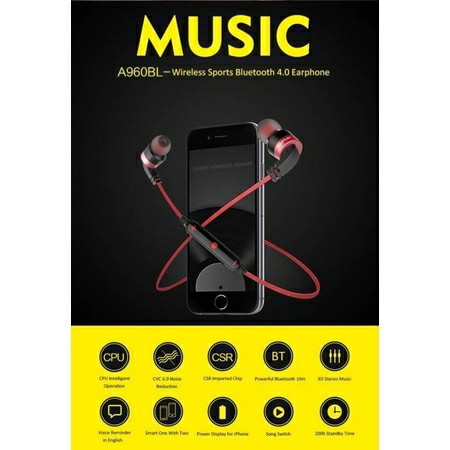 MUSIC
A960BL-Wireless Sports Bluetooth 4.0 Earphone
CPU
CSR
BT
CPU Intelligent
Operation
CVC 6.0 Noise
Reduction
CSR Imported Chip
Powerful Bluetooth 10m
3D Stereo Music
Voice Reminder
in English
Smart One With Two
Power Display for iPhone
Song Switch
200h Standby Time